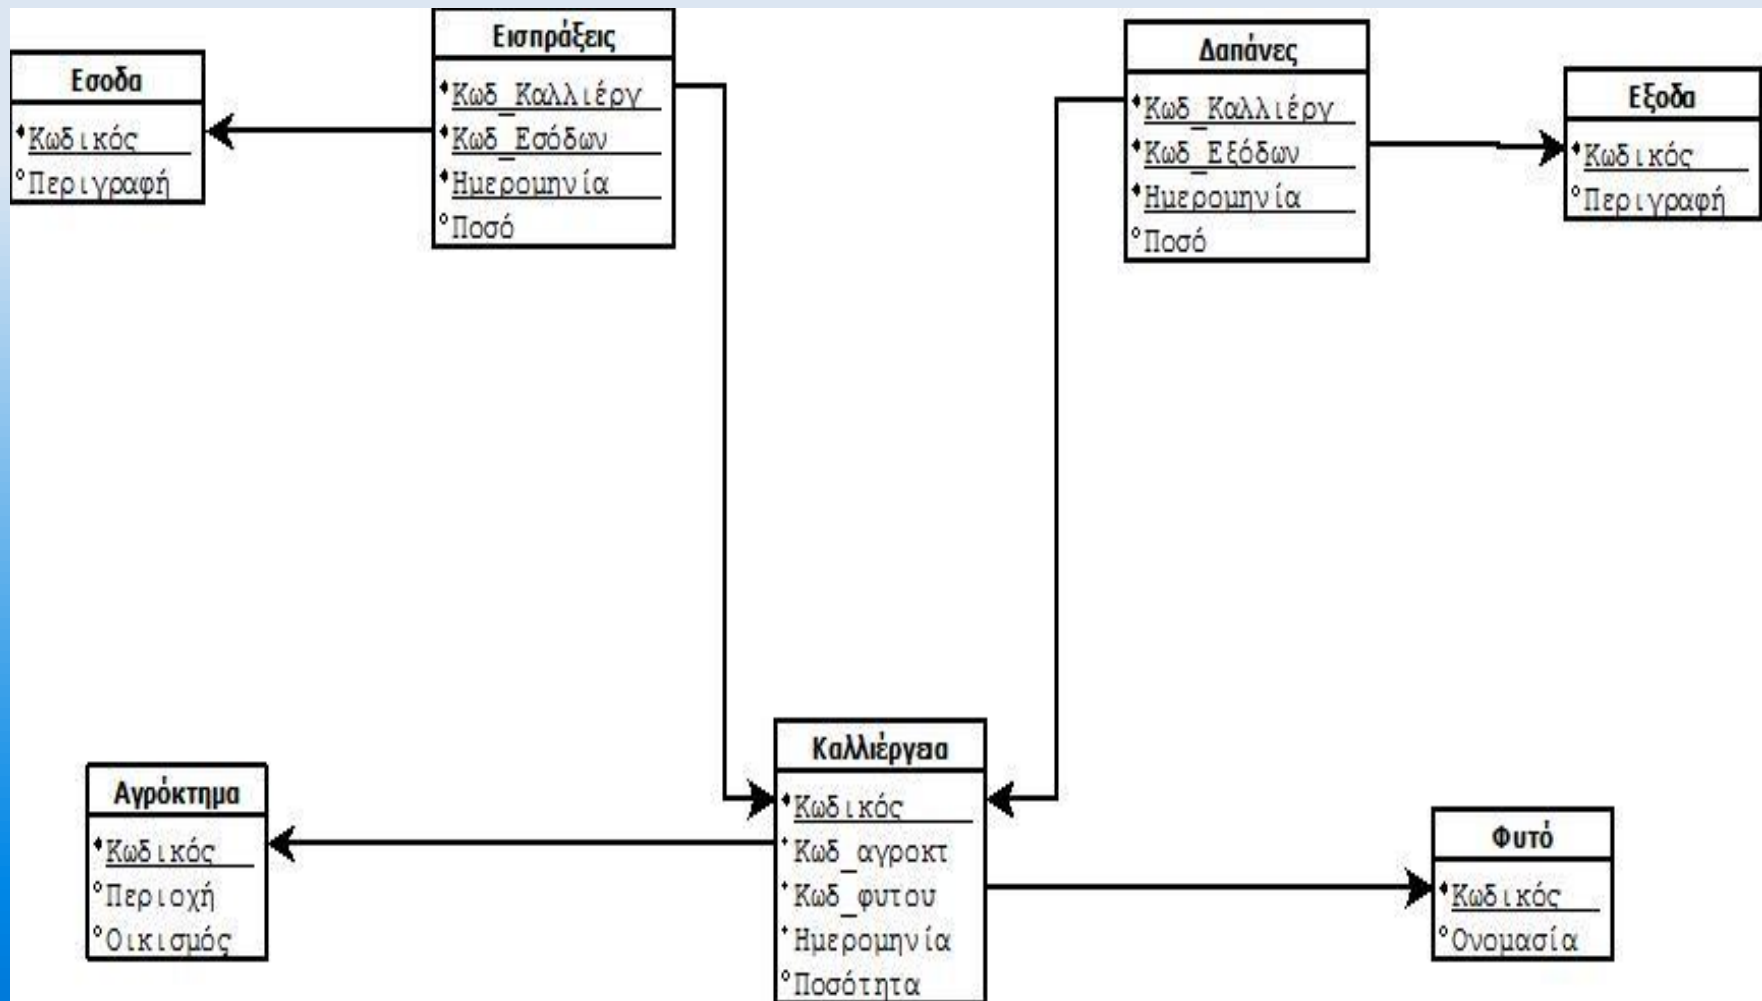 Εσοδα
Κωδικός
Περιγραφή
Εισπράξεις
Κωδ_Καλλιέργ
Κωδ_Εσόδων
Ημερομηνία
Ποσό
Δαπάνες
Κωδ_Καλλιέργ
Κωδ_Εξόδων
Ημερομηνία
Ποσό
Εξοδα
Κωδικός
Περιγραφή
Αγρόκτημα
Κωδικός
Περιοχή
Οικισμός
Καλλιέργεια
Κωδικός
Κωδ_αγροκτ
Κωδ_φυτου
Ημερομηνία
Ποσότητα
Φυτό
Κωδικός
Ονομασία